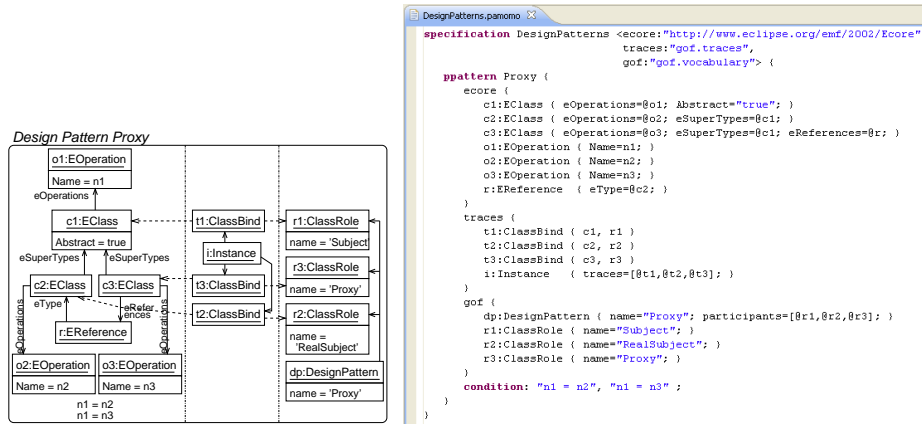 Design Pattern Proxy
o1:EOperation
Name = n1
eOperations
c1:EClass
Abstract = true
eSuperTypes
eSuperTypes
c2:EClass
c3:EClass
eOperations
eType
eRefer
ences
eOperations
r:EReference
o2:EOperation
Name = n2
o3:EOperation
Name = n3
n1 = n2
n1 = n3
t1:ClassBind
i:Instance
t3:ClassBind
t2:ClassBind
r1:ClassRole
name = 'Subject'
r3:ClassRole
name = 'Proxy'
r2:ClassRole
name =
'RealSubject'
dp:DesignPattern
name = 'Proxy'
DesignPatterns.pamomo
specification DesignPatterns <ecore:"http://www.eclipse.org/emf/2002/Ecore"
traces:"gof.traces",
gof:"gof.vocabulary"> {
ppattern Proxy {
ecore {
c1:EClass { eOperations=@o1; Abstract="true"; }
c2:EClass { eOperations=@o2; eSuperTypes=@c1; }
c3:EClass { eOperations=@o3; eSuperTypes=@c1; eReferences=@r; }
o1:EOperation { Name=n1; }
o2:EOperation { Name=n2; }
o3:EOperation { Name=n3; }
r:EReference { eType=@c2; }
}
traces {
t1:ClassBind { c1, r1 }
t2:ClassBind { c2, r2 }
t3:ClassBind { c3, r3 }
i:Instance { traces=[@t1,@t2,@t3]; }
}
gof {
dp:DesignPattern { name="Proxy"; participants=[@r1,@r2,@r3]; }
r1:ClassRole { name="Subject"; }
r2:ClassRole { name="RealSubject"; }
r3:ClassRole { name="Proxy"; }
}
condition: "n1 = n2", "n1 = n3" ;
}
}